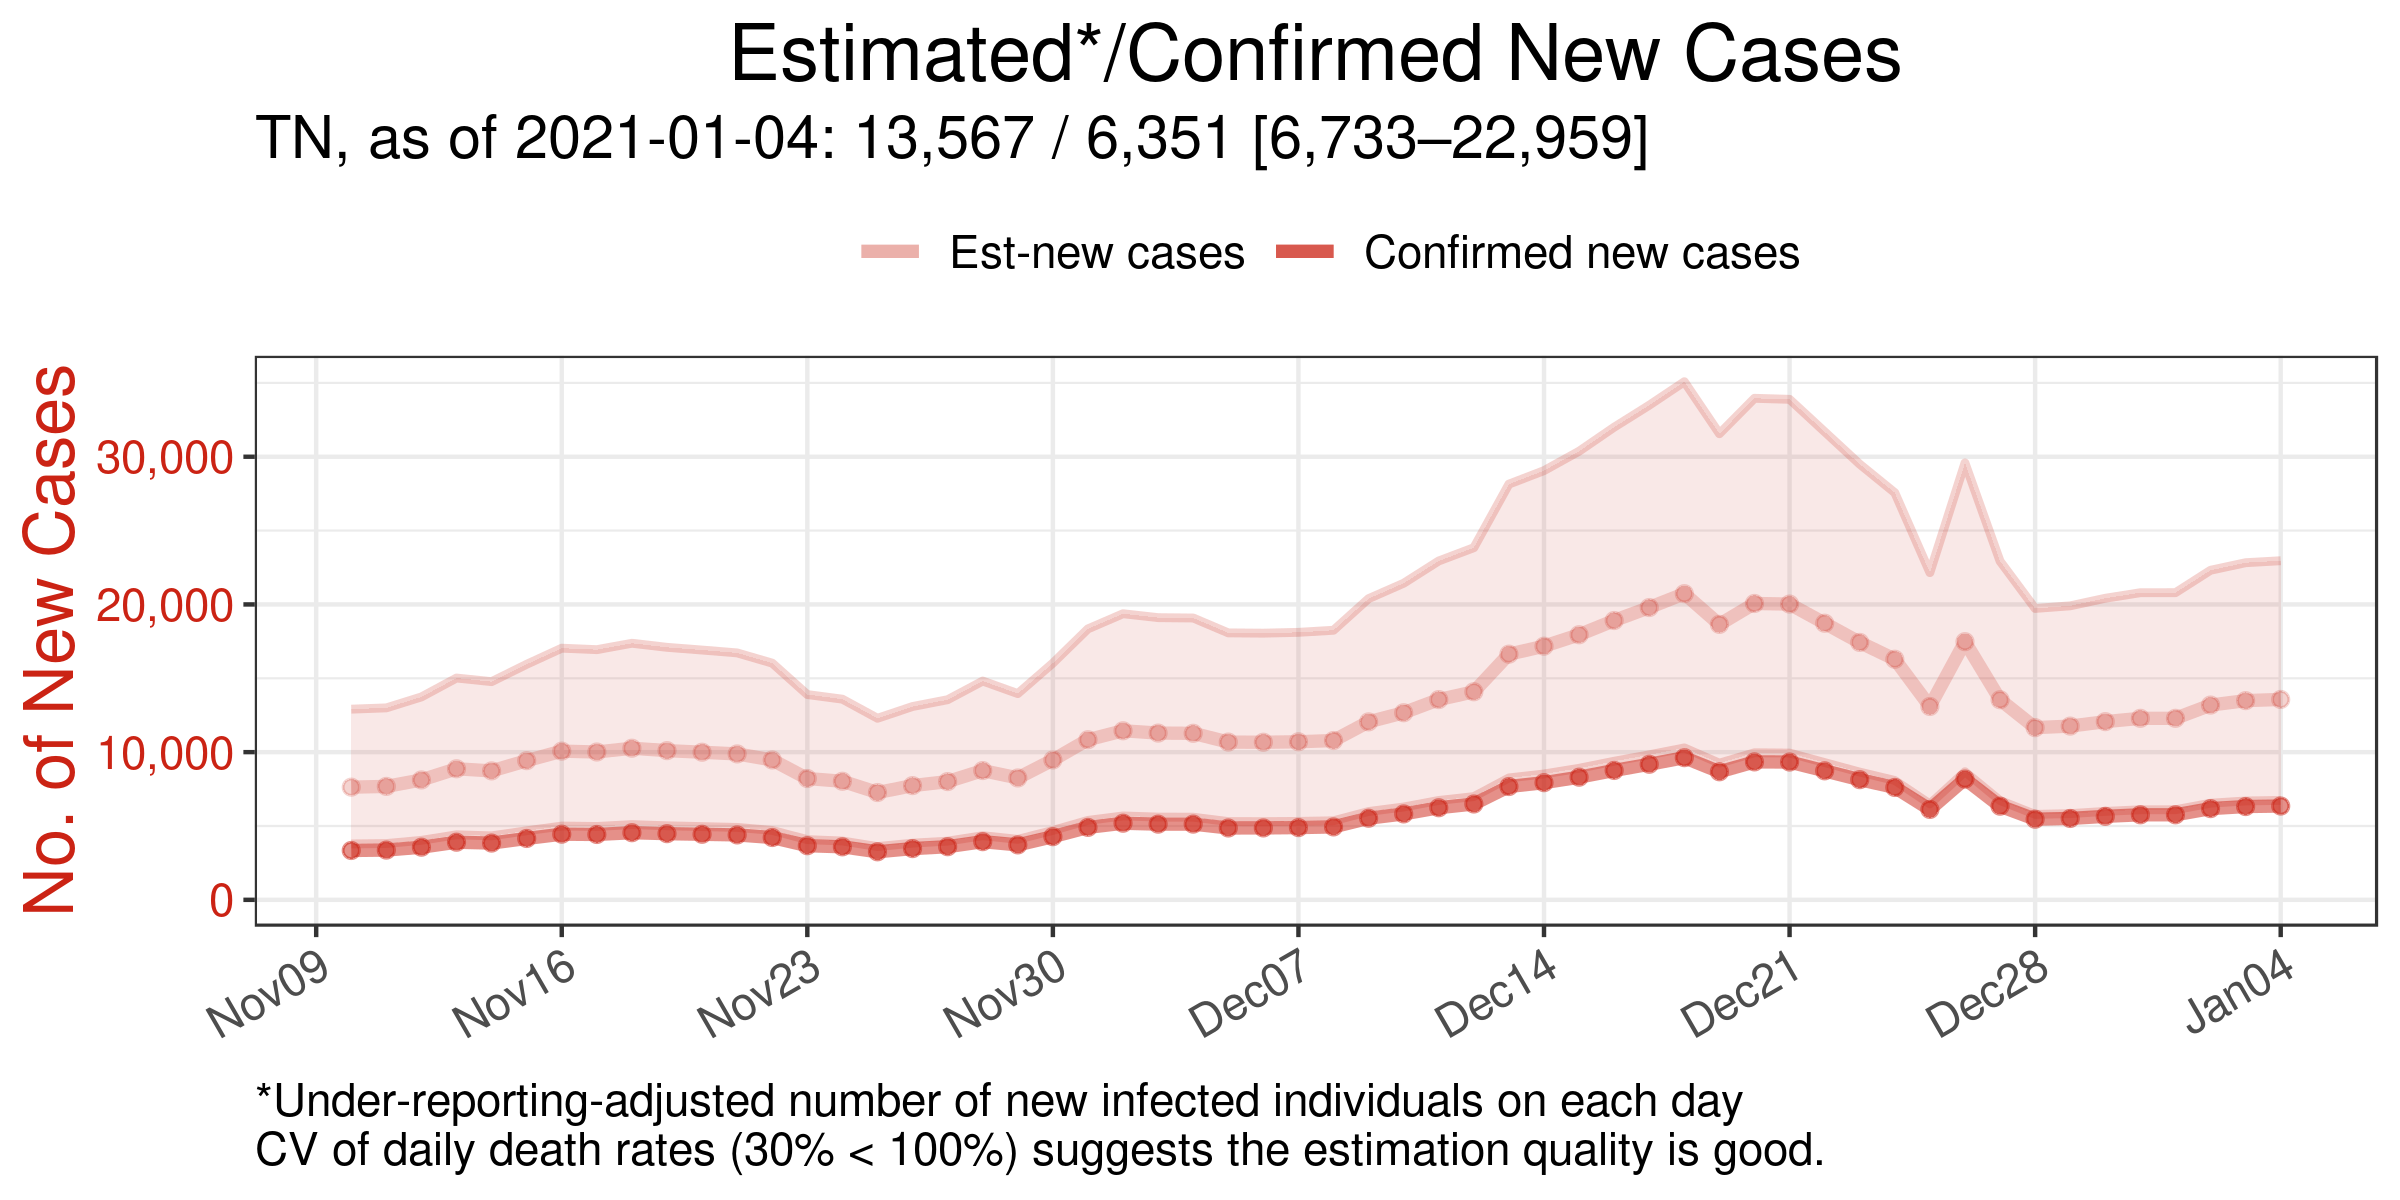 Estimated*/Confirmed New Cases
TN, as of 2021-01-04: 13,567 / 6,351 [6,733–22,959]
Est-new cases
Confirmed new cases
No. of New Cases
30,000
20,000
10,000
0
Nov09
Nov16
Nov23
Nov30
Dec07
Dec14
Dec21
Dec28
Jan04
*Under-reporting-adjusted number of new infected individuals on each day
CV of daily death rates (30% < 100%) suggests the estimation quality is good.